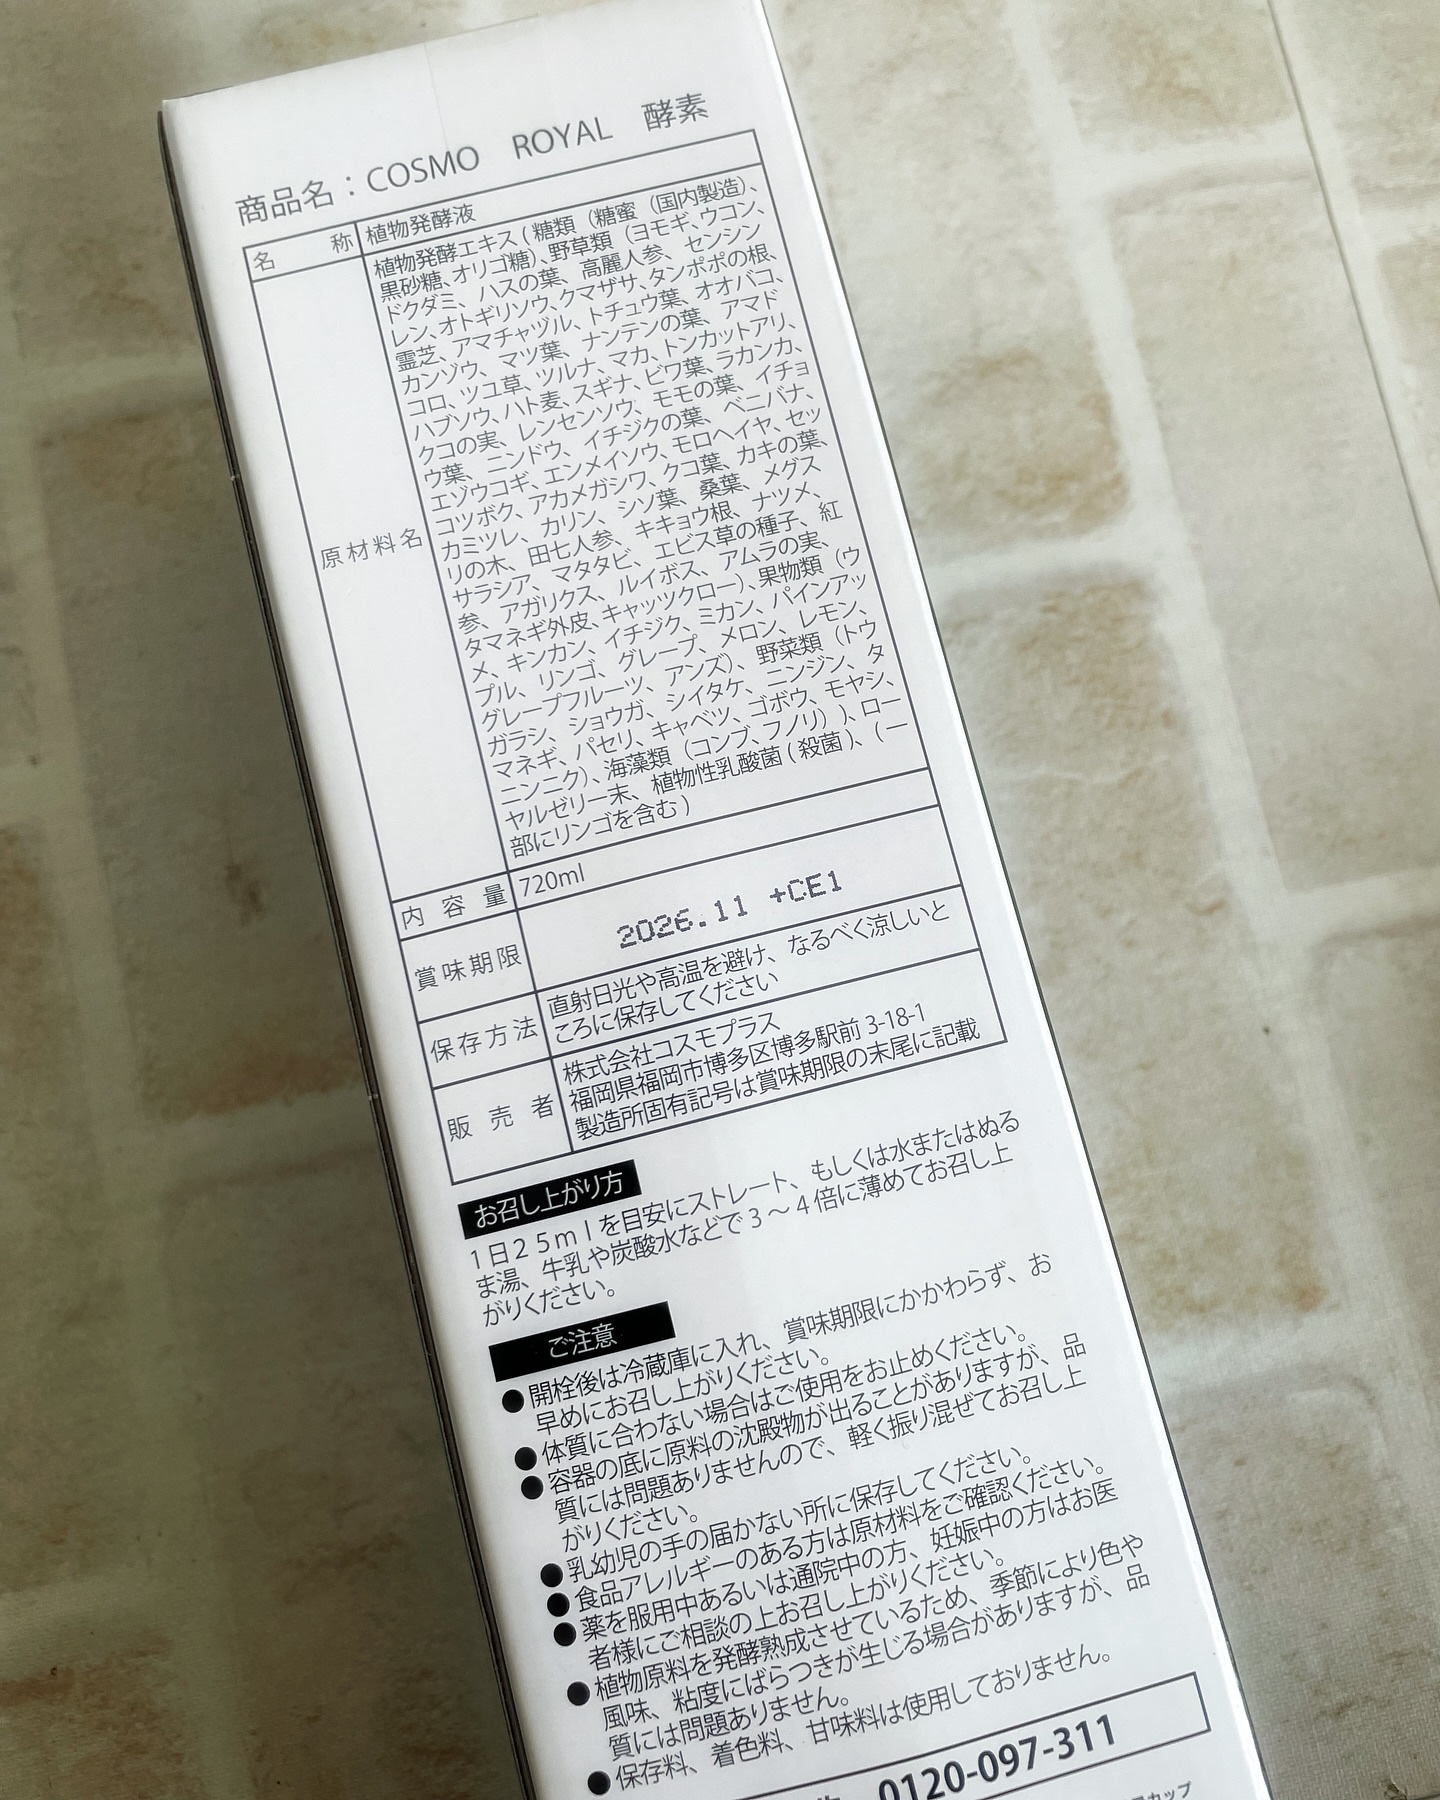 商品名：COSMO ROYAL 酵素
名称 植物発酵液
原材料名
植物発酵エキス(糖類（糖蜜（国内製造）、
黒砂糖、オリゴ糖）、野草類（ヨモギ、ウコン、
ドクダミ、ハスの葉、高麗人参、センシン
レン、オトギリソウ、クマザサ、タンポポの根、
霊芝、アマチャヅル、トチュウ葉、オオバコ、
カンゾウ、マツ葉、ナンテンの葉、アマド
コロ、ツユ草、ツルナ、マカ、トンカットアリ、
ハブソウ、ハト麦、スギナ、ビワ葉、ラカンカ、
クコの実、レンセンソウ、モモの葉、イチョ
ウ葉、ニンドウ、イチジクの葉、ベニバナ、
エゾウコギ、エンメイソウ、モロヘイヤ、セッ
コツボク、アカメガシワ、クコ葉、カキの葉、
カミツレ、カリン、シソ葉、桑葉、メグス
リの木、田七人参、キキョウ根、ナツメ、
サラシア、マタタビ、エビス草の種子、紅
参、アガリクス、ルイボス、アムラの実、
タマネギ外皮、キャッツクロー）、果物類（ウ
メ、キンカン、イチジク、ミカン、パインアッ
プル、リンゴ、グレープ、メロン、レモン、
グレープフルーツ、アンズ）、野菜類（トウ
ガラシ、ショウガ、シイタケ、ニンジン、タ
マネギ、パセリ、キャベツ、ゴボウ、モヤシ、
ニンニク）、海藻類（コンブ、フノリ））、ロー
ヤルゼリー末、植物性乳酸菌(殺菌)、(一
部にリンゴを含む)
内容量 720ml
賞味期限 2026.11 +CE1
保存方法
直射日光や高温を避け、なるべく涼しいと
ころに保存してください
販売者
株式会社コスモプラス
福岡県福岡市博多区博多駅前 3-18-1
製造所固有記号は賞味期限の末尾に記載
お召し上がり方
1日25mlを目安にストレート、もしくは水またはぬる
ま湯、牛乳や炭酸水などで3～4倍に薄めてお召し上
がりください。
ご注意
●開栓後は冷蔵庫に入れ、賞味期限にかかわらず、お
早めにお召し上がりください。
●体質に合わない場合はご使用をお止めください。
●容器の底に原料の沈殿物が出ることがありますが、品
質には問題ありませんので、軽く振り混ぜてお召し上
がりください。
●乳幼児の手の届かない所に保存してください。
●食品アレルギーのある方は原材料をご確認ください。
●薬を服用中あるいは通院中の方、妊娠中の方はお医
者様にご相談の上お召し上がりください。
●植物原料を発酵熟成させているため、季節により色や
風味、粘度にばらつきが生じる場合がありますが、品
質には問題ありません。
●保存料、着色料、甘味料は使用しておりません。
0120-097-311
カップ